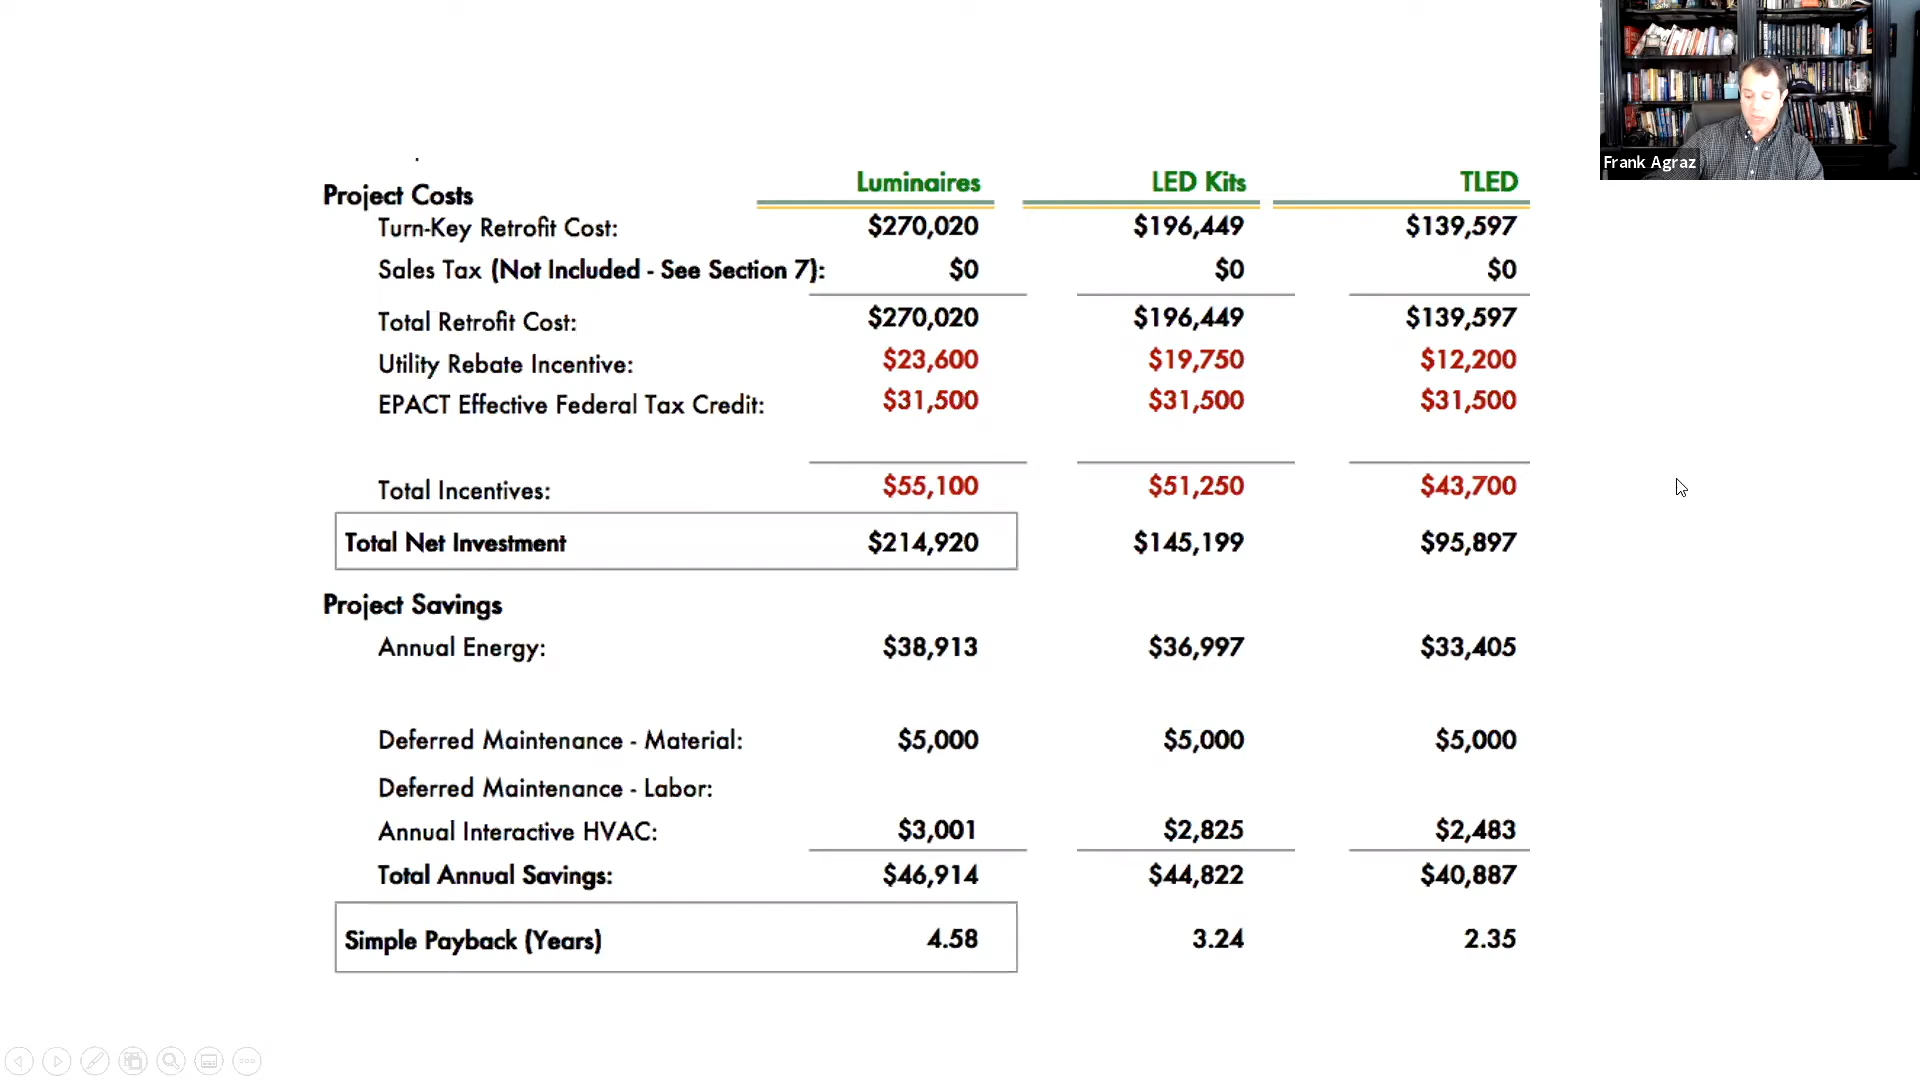 Frank Agraz
Luminaires LED Kits TLED
Project Costs
Turn-Key Retrofit Cost: $270,020 $196,449 $139,597
Sales Tax (Not Included - See Section 7): $0 $0 $0
Total Retrofit Cost: $270,020 $196,449 $139,597
Utility Rebate Incentive: $23,600 $19,750 $12,200
EPACT Effective Federal Tax Credit: $31,500 $31,500 $31,500
Total Incentives: $55,100 $51,250 $43,700
Total Net Investment $214,920 $145,199 $95,897
Project Savings
Annual Energy: $38,913 $36,997 $33,405
Deferred Maintenance - Material: $5,000 $5,000 $5,000
Deferred Maintenance - Labor:
Annual Interactive HVAC: $3,001 $2,825 $2,483
Total Annual Savings: $46,914 $44,822 $40,887
Simple Payback (Years) 4.58 3.24 2.35